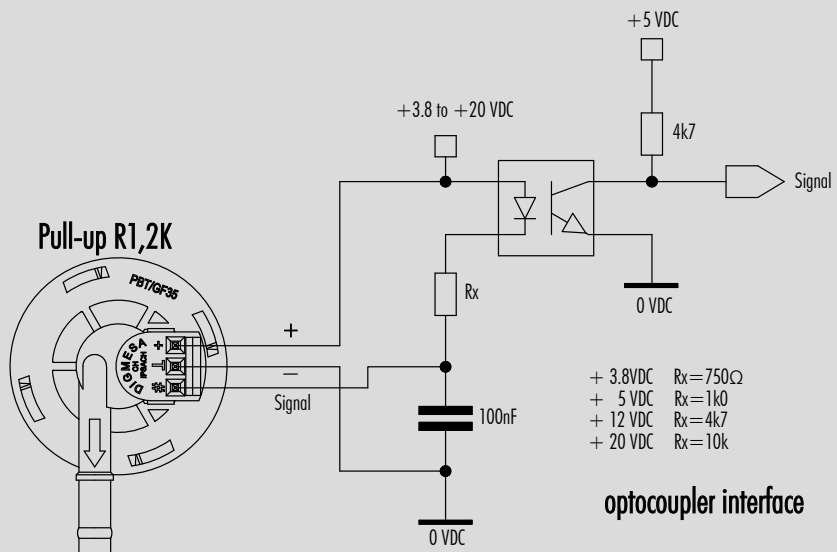 +5 VDC
+3.8 to +20 VDC
4k7
Signal
Pull-up R1,2K
PBT/GF35
Rx
0 VDC
+
DIGMESA
CH
IPSACH
+
⊥
#
−
Signal
100nF
+ 3.8VDC Rx=750Ω
+ 5 VDC Rx=1k0
+ 12 VDC Rx=4k7
+ 20 VDC Rx=10k
optocoupler interface
0 VDC